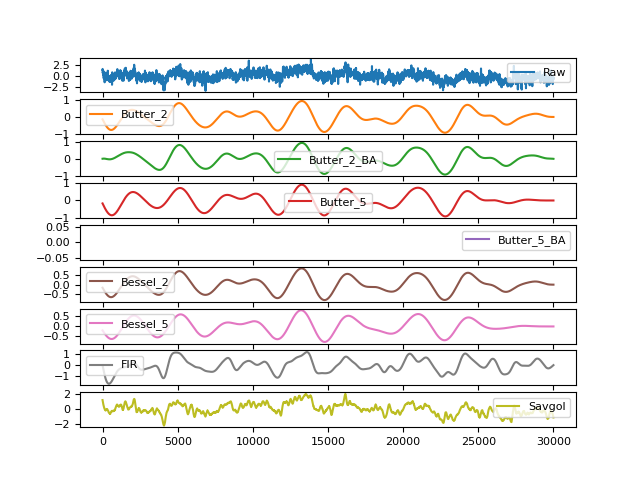 2.5
0.0
−2.5
Raw
1
0
−1
Butter_2
1
0
−1
Butter_2_BA
1
0
−1
Butter_5
0.05
0.00
−0.05
Butter_5_BA
0.5
0.0
−0.5
Bessel_2
0.5
0.0
−0.5
Bessel_5
1
0
−1
FIR
2
0
−2
Savgol
0 5000 10000 15000 20000 25000 30000